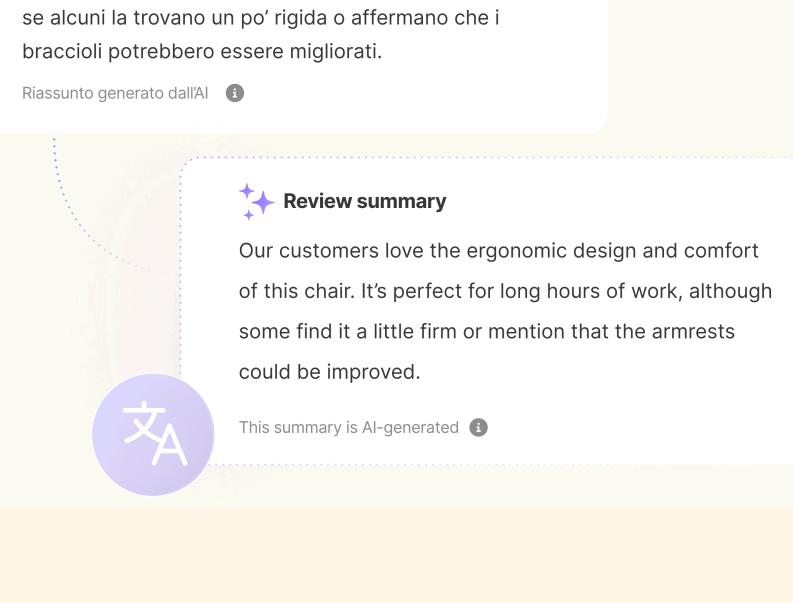 se alcuni la trovano un po’ rigida o affermano che i
braccioli potrebbero essere migliorati.
Riassunto generato dall’AI
Review summary
Our customers love the ergonomic design and comfort
of this chair. It’s perfect for long hours of work, although
some find it a little firm or mention that the armrests
could be improved.
This summary is AI-generated
文A